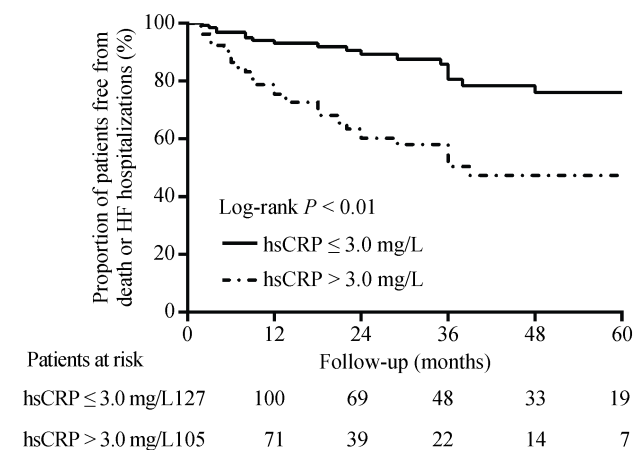 Proportion of patients free from
death or HF hospitalizations (%)
100
80
60
40
20
0
Log-rank P < 0.01
hsCRP ≤ 3.0 mg/L
hsCRP > 3.0 mg/L
0 12 24 36 48 60
Patients at risk Follow-up (months)
hsCRP ≤ 3.0 mg/L127 100 69 48 33 19
hsCRP > 3.0 mg/L105 71 39 22 14 7